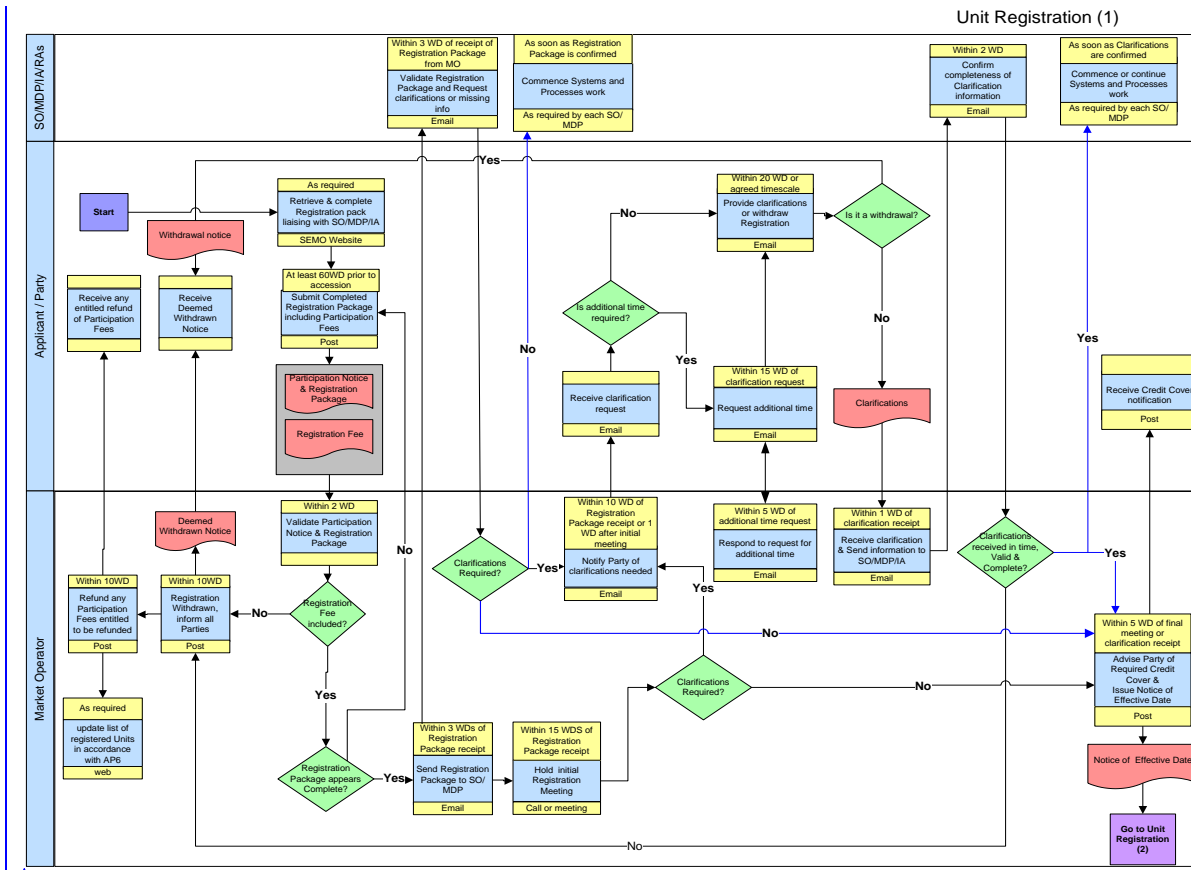 Unit Registration (1)
SO/MDP/IA/RAs
Within 3 WD of receipt of
Registration Package
from MO
Validate Registration
Package and Request
clarifications or missing
info
Email
As soon as Registration
Package is confirmed
Commence Systems and
Processes work
As required by each SO/
MDP
Within 2 WD
Confirm
completeness of
Clarification
information
Email
As soon as Clarifications
are confirmed
Commence or continue
Systems and Processes
work
As required by each SO/
MDP
Applicant / Party
Start
As required
Retrieve & complete
Registration pack
liaising with SO/MDP/IA
SEMO Website
Yes
Within 20 WD or
agreed timescale
Provide clarifications
or withdraw
Registration
Email
Is it a withdrawal?
No
Withdrawal notice
Receive any
entitled refund
of Participation
Fees
Receive
Deemed
Withdrawn
Notice
At least 60WD prior to
accession
Submit Completed
Registration Package
including Participation
Fees
Post
Participation Notice
& Registration
Package
Registration Fee
Is additional time
required?
Yes
No
No
Yes
Receive clarification
request
Email
Within 15 WD of
clarification request
Request additional time
Email
Clarifications
Receive Credit Cover
notification
Post
Market Operator
Deemed
Withdrawn Notice
Within 2 WD
Validate Participation
Notice & Registration
Package
No
Clarifications
Required?
Yes
Within 10 WD of
Registration
Package receipt or 1
WD after initial
meeting
Notify Party of
clarifications needed
Email
Within 5 WD of
additional time request
Respond to request for
additional time
Email
Within 1 WD of
clarification receipt
Receive clarification
& Send information to
SO/MDP/IA
Email
Clarifications
received in time,
Valid &
Complete?
Yes
Within 10WD
Refund any
Participation
Fees entitled
to be refunded
Post
Within 10WD
Registration
Withdrawn,
inform all
Parties
Post
No
Registration
Fee
included?
Yes
Yes
No
Within 5 WD of final
meeting or
clarification receipt
Advise Party of
Required Credit
Cover &
Issue Notice of
Effective Date
Post
Clarifications
Required?
No
As required
update list of
registered Units
in accordance
with AP6
web
Registration
Package appears
Complete?
Yes
Within 3 WDs of
Registration
Package receipt
Send Registration
Package to SO/
MDP
Email
Within 15 WDS of
Registration
Package receipt
Hold initial
Registration
Meeting
Call or meeting
Notice of Effective Date
Go to Unit
Registration
(2)
No